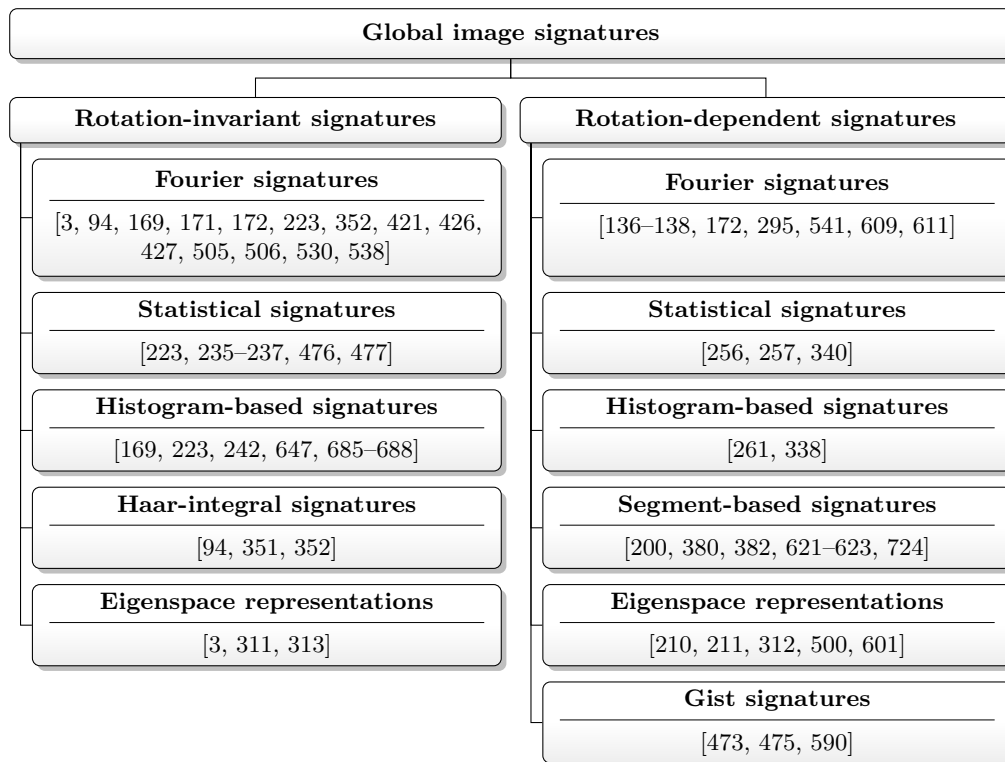 Global image signatures
Rotation-invariant signatures
Fourier signatures
[3, 94, 169, 171, 172, 223, 352, 421, 426,
427, 505, 506, 530, 538]
Statistical signatures
[223, 235–237, 476, 477]
Histogram-based signatures
[169, 223, 242, 647, 685–688]
Haar-integral signatures
[94, 351, 352]
Eigenspace representations
[3, 311, 313]
Rotation-dependent signatures
Fourier signatures
[136–138, 172, 295, 541, 609, 611]
Statistical signatures
[256, 257, 340]
Histogram-based signatures
[261, 338]
Segment-based signatures
[200, 380, 382, 621–623, 724]
Eigenspace representations
[210, 211, 312, 500, 601]
Gist signatures
[473, 475, 590]